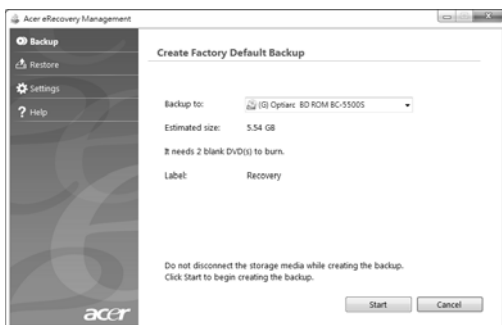 Acer eRecovery Management
Backup
Restore
Settings
Help
Create Factory Default Backup
Backup to: (G) Optiarc BD ROM BC-5500S
Estimated size: 5.54 GB
It needs 2 blank DVD(s) to burn.
Label: Recovery
Do not disconnect the storage media while creating the backup.
Click Start to begin creating the backup.
Start Cancel
acer